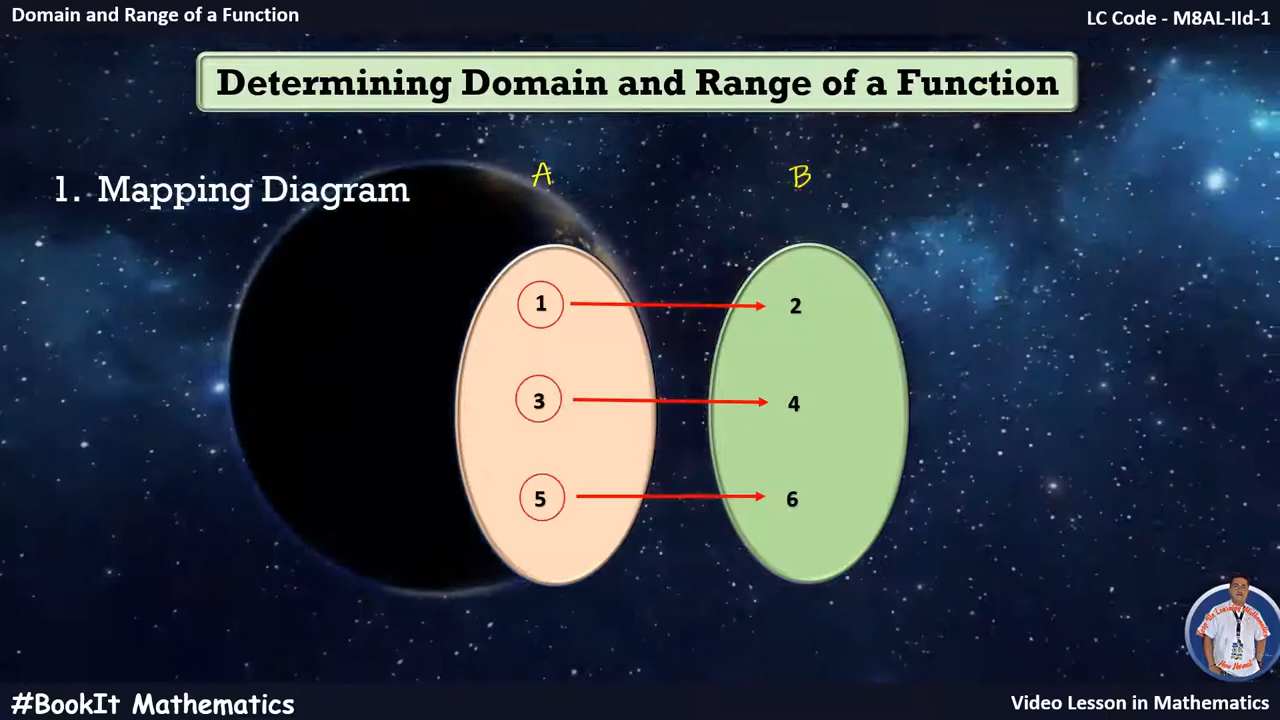 Domain and Range of a Function
LC Code - M8AL-IId-1
Determining Domain and Range of a Function
1. Mapping Diagram
A
B
1
2
3
4
5
6
#BookIt Mathematics
Video Lesson in Mathematics